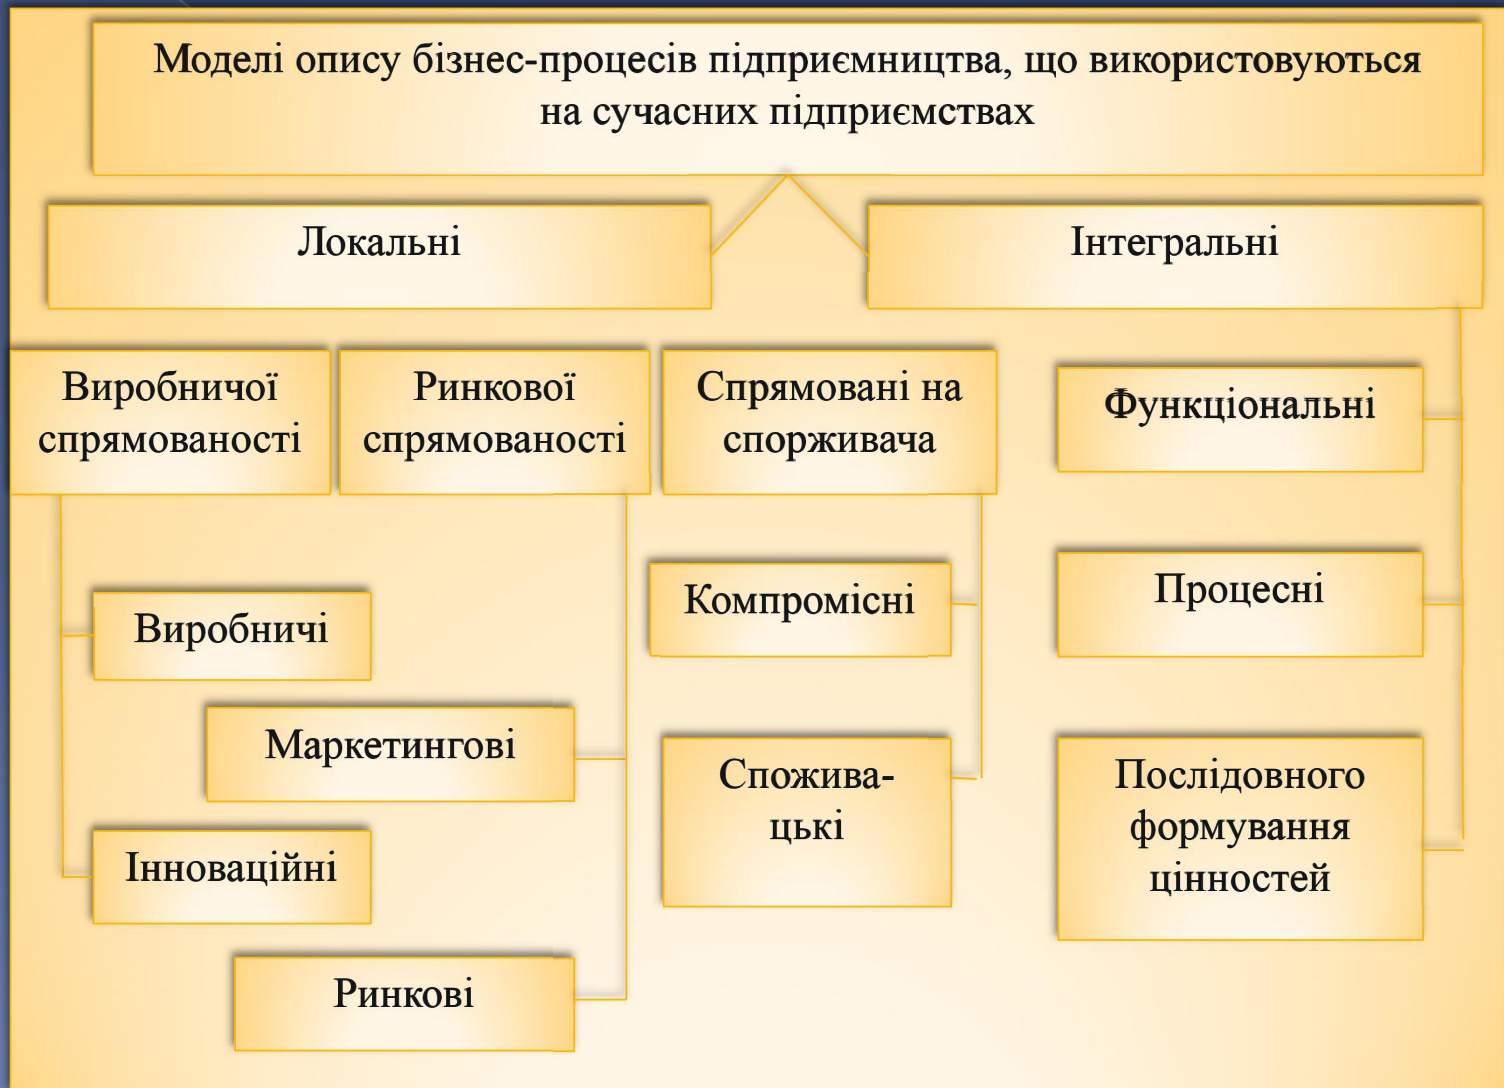 Моделі опису бізнес-процесів підприємництва, що використовуються
на сучасних підприємствах
Локальні
Інтегральні
Виробничої
спрямованості
Ринкової
спрямованості
Спрямовані на
спорживача
Функціональні
Виробничі
Маркетингові
Інноваційні
Ринкові
Компромісні
Спожива-
цькі
Процесні
Послідовного
формування
цінностей